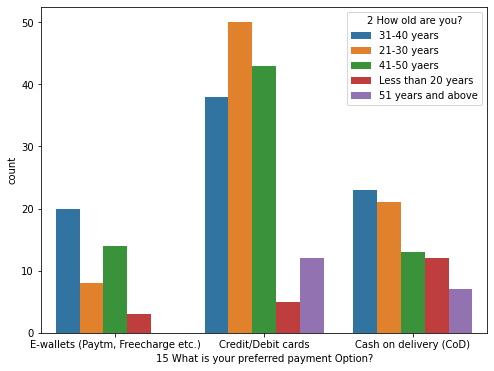 2 How old are you?
31-40 years
21-30 years
41-50 yaers
Less than 20 years
51 years and above
50
40
30
20
10
0
count
E-wallets (Paytm, Freecharge etc.) Credit/Debit cards Cash on delivery (CoD)
15 What is your preferred payment Option?